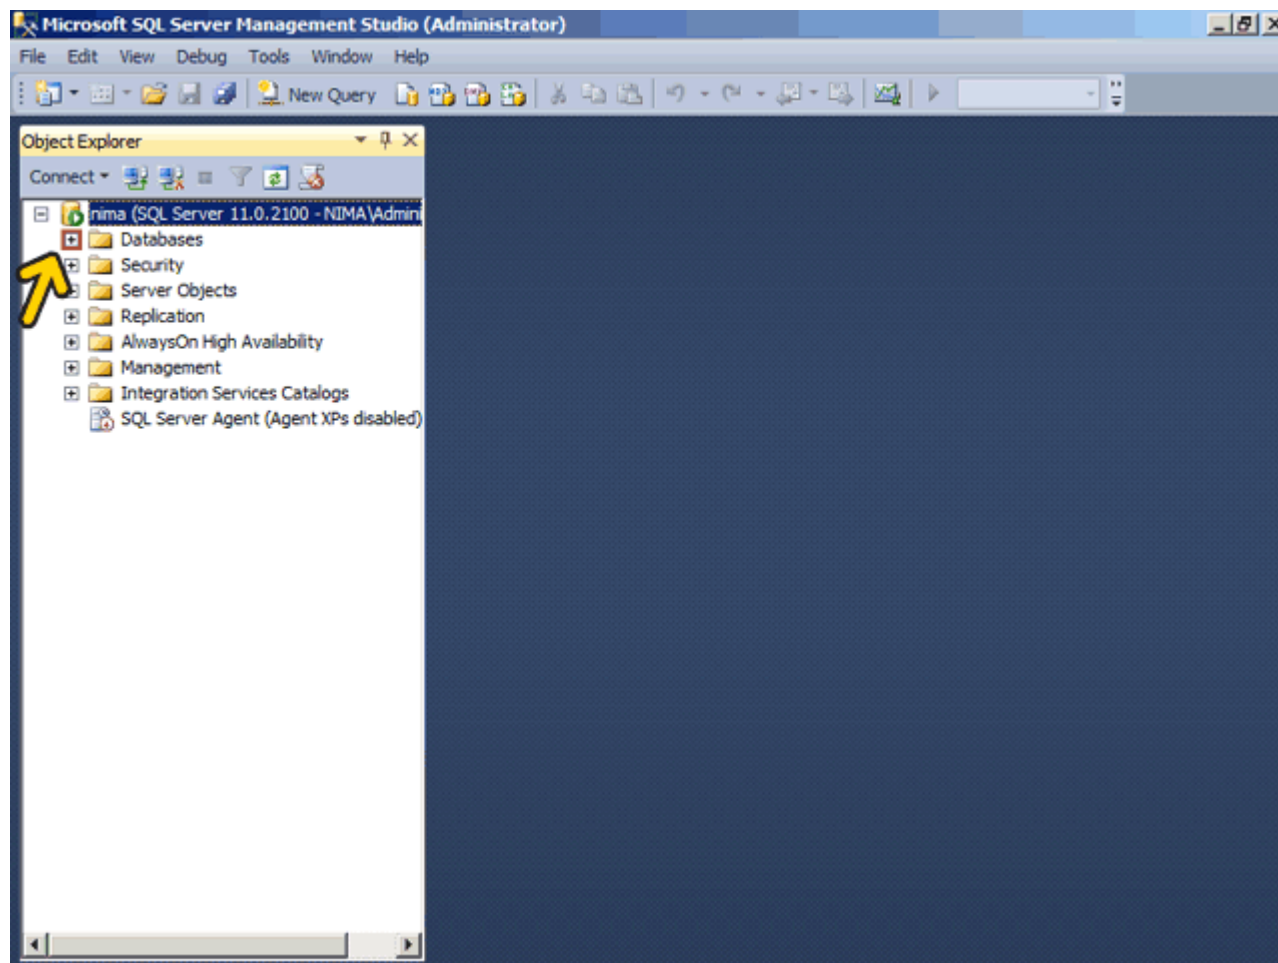 Microsoft SQL Server Management Studio (Administrator)
File Edit View Debug Tools Window Help
New Query
Object Explorer
Connect
nima (SQL Server 11.0.2100 - NIMA\Admini
Databases
Security
Server Objects
Replication
AlwaysOn High Availability
Management
Integration Services Catalogs
SQL Server Agent (Agent XPs disabled)